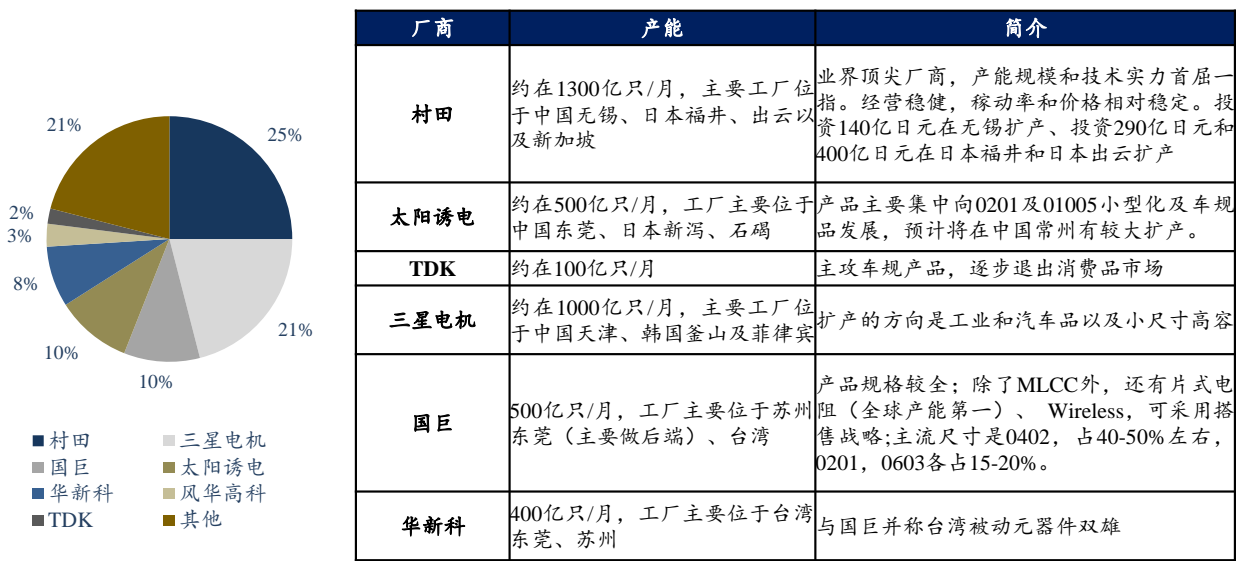 21%
25%
2%
3%
8%
21%
10%
10%
村田
三星电机
国巨
太阳诱电
华新科
风华高科
TDK
其他
厂商
产能
简介
村田
约在1300亿只/月，主要工厂位
于中国无锡、日本福井、出云以
及新加坡
业界顶尖厂商，产能规模和技术实力首屈一
指。经营稳健，稼动率和价格相对稳定。投
资140亿日元在无锡扩产、投资290亿日元和
400亿日元在日本福井和日本出云扩产
太阳诱电
约在500亿只/月，工厂主要位于
中国东莞、日本新泻、石碣
产品主要集中向0201及01005小型化及车规
品发展，预计将在中国常州有较大扩产。
TDK
约在100亿只/月
主攻车规产品，逐步退出消费品市场
三星电机
约在1000亿只/月，主要工厂位
于中国天津、韩国釜山及菲律宾
扩产的方向是工业和汽车品以及小尺寸高容
国巨
500亿只/月，工厂主要位于苏州
东莞（主要做后端）、台湾
产品规格较全；除了MLCC外，还有片式电
阻（全球产能第一）、 Wireless，可采用搭
售战略;主流尺寸是0402，占40-50%左右，
0201，0603各占15-20%。
华新科
400亿只/月，工厂主要位于台湾
东莞、苏州
与国巨并称台湾被动元器件双雄